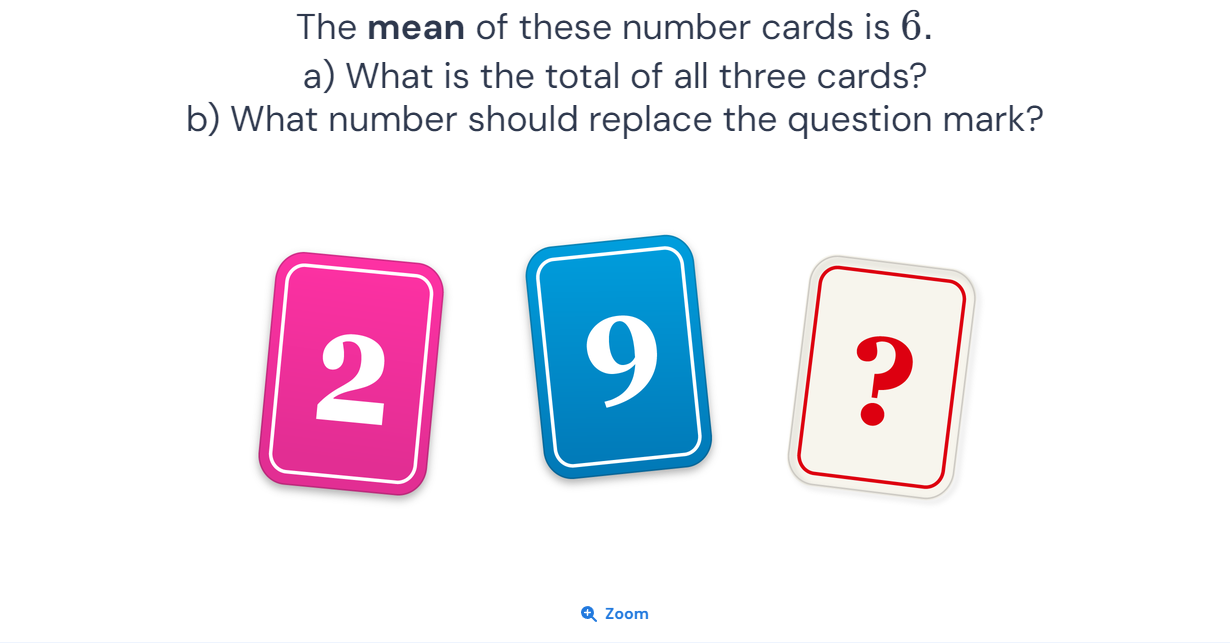 The mean of these number cards is 6.
a) What is the total of all three cards?
b) What number should replace the question mark?
2 9 ?
Zoom